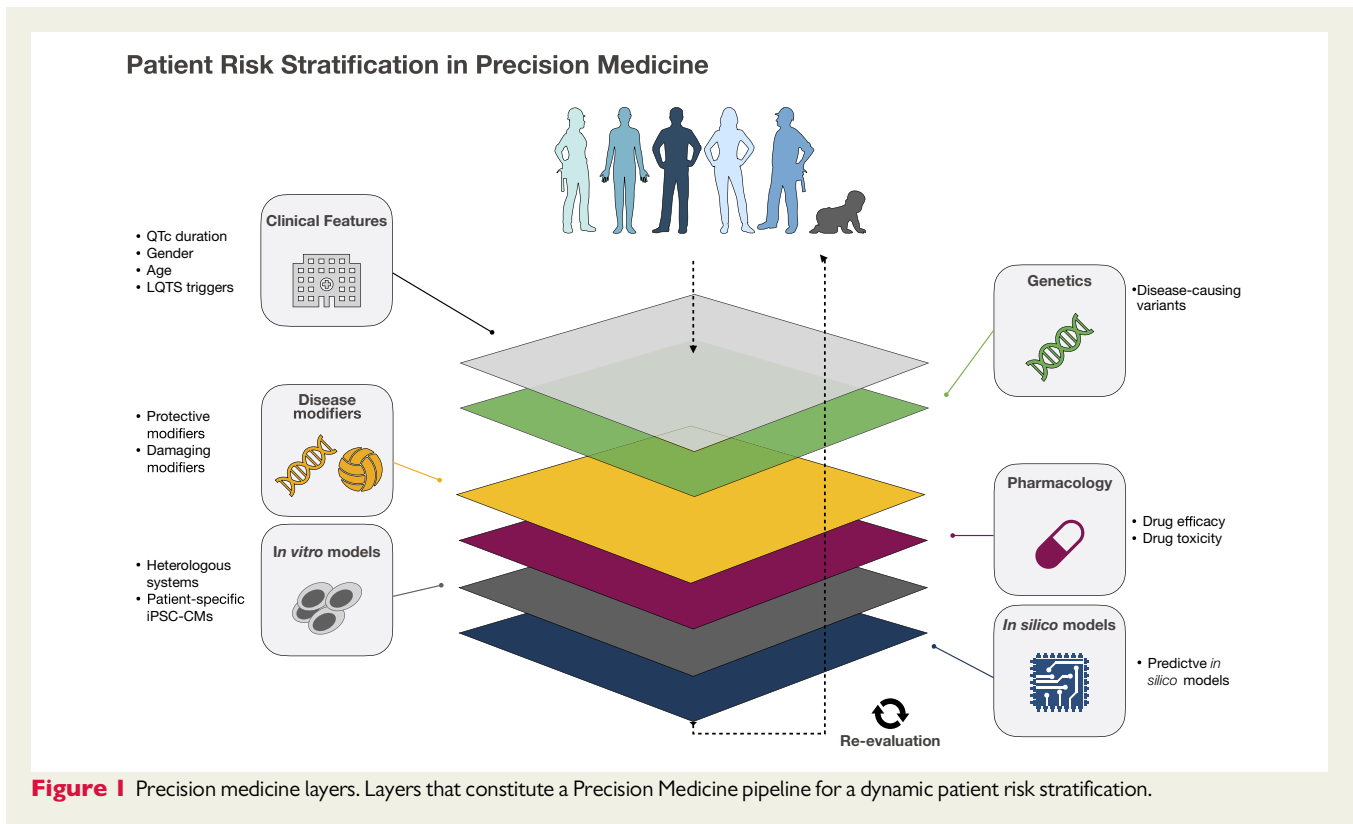 Patient Risk Stratification in Precision Medicine
Clinical Features
• QTc duration
• Gender
• Age
• LQTS triggers
Genetics
•Disease-causing
variants
Disease
modifiers
• Protective
modifiers
• Damaging
modifiers
Pharmacology
• Drug efficacy
• Drug toxicity
In vitro models
• Heterologous
systems
• Patient-specific
iPSC-CMs
In silico models
• Predictve in
silico models
Re-evaluation
Figure 1 Precision medicine layers. Layers that constitute a Precision Medicine pipeline for a dynamic patient risk stratification.